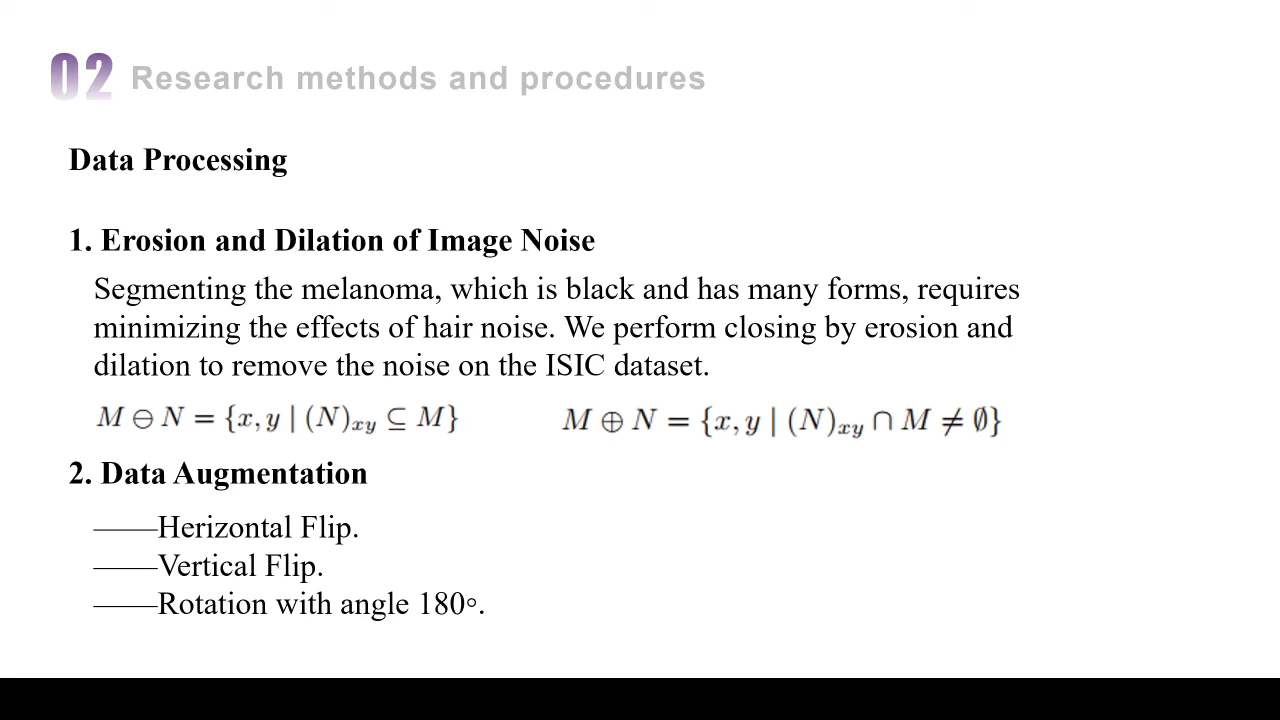 02 Research methods and procedures
Data Processing
1. Erosion and Dilation of Image Noise
Segmenting the melanoma, which is black and has many forms, requires
minimizing the effects of hair noise. We perform closing by erosion and
dilation to remove the noise on the ISIC dataset.
M ⊖ N = {x, y | (N)xy ⊆ M} M ⊕ N = {x, y | (N)xy ∩ M ≠ ∅}
2. Data Augmentation
——Herizontal Flip.
——Vertical Flip.
——Rotation with angle 180∘.